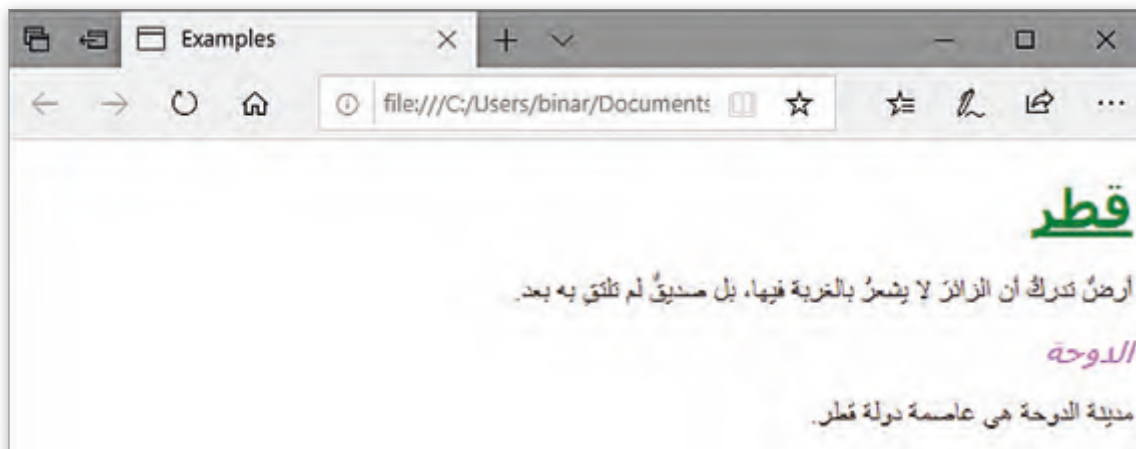 Examples
file:///C:/Users/binar/Documents
قطر
أرضٌ تدركُ أن الزائرَ لا يشعرُ بالغربة فيها، بل صديقٌ لم تلتقِ به بعد.
الدوحة
مدينة الدوحة هي عاصمة دولة قطر.